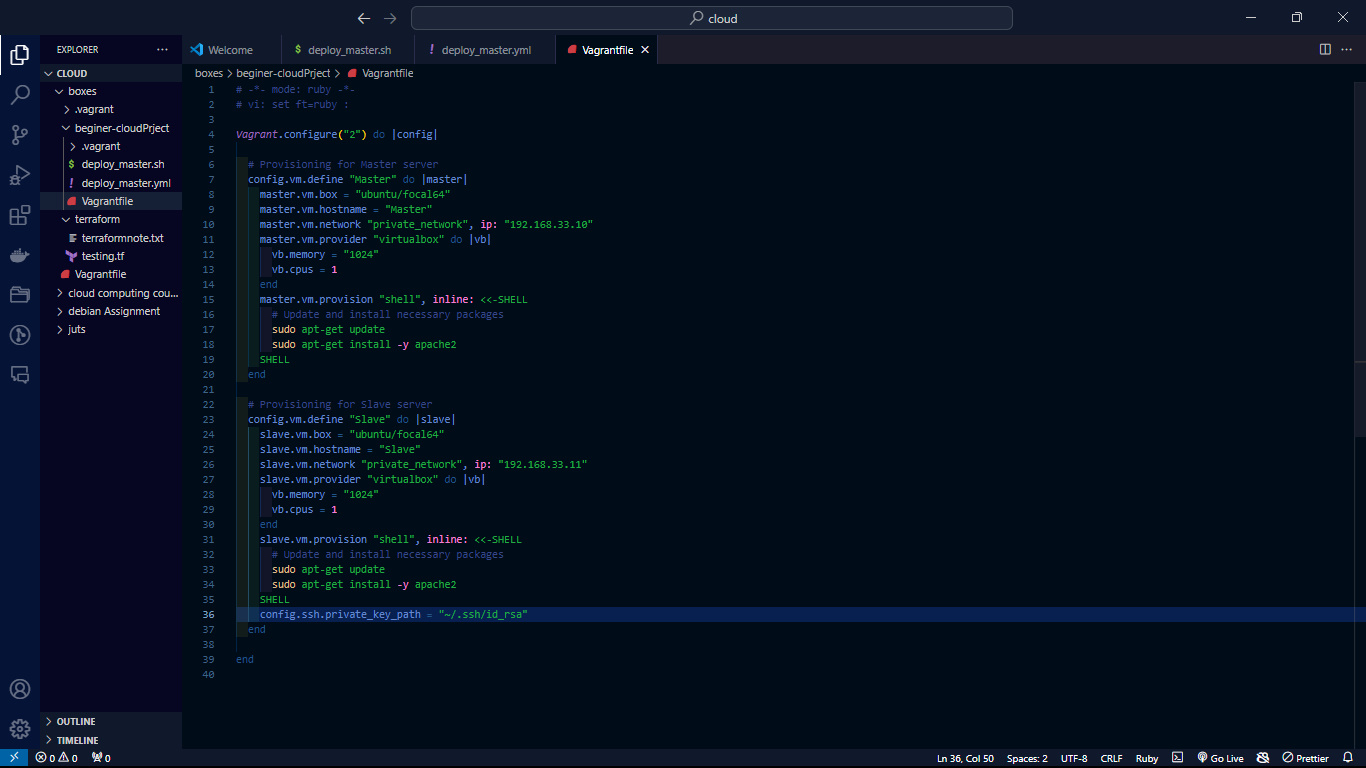 cloud
EXPLORER
Welcome
$ deploy_master.sh
! deploy_master.yml
Vagrantfile
CLOUD
boxes
.vagrant
beginer-cloudPrject
.vagrant
$ deploy_master.sh
! deploy_master.yml
Vagrantfile
terraform
terraformnote.txt
testing.tf
Vagrantfile
cloud computing cou...
debian Assignment
juts
OUTLINE
TIMELINE
boxes > beginer-cloudPrject > Vagrantfile
1 # -*- mode: ruby -*-
2 # vi: set ft=ruby :
3
4 Vagrant.configure("2") do |config|
5
6 # Provisioning for Master server
7 config.vm.define "Master" do |master|
8 master.vm.box = "ubuntu/focal64"
9 master.vm.hostname = "Master"
10 master.vm.network "private_network", ip: "192.168.33.10"
11 master.vm.provider "virtualbox" do |vb|
12 vb.memory = "1024"
13 vb.cpus = 1
14 end
15 master.vm.provision "shell", inline: <<-SHELL
16 # Update and install necessary packages
17 sudo apt-get update
18 sudo apt-get install -y apache2
19 SHELL
20 end
21
22 # Provisioning for Slave server
23 config.vm.define "Slave" do |slave|
24 slave.vm.box = "ubuntu/focal64"
25 slave.vm.hostname = "Slave"
26 slave.vm.network "private_network", ip: "192.168.33.11"
27 slave.vm.provider "virtualbox" do |vb|
28 vb.memory = "1024"
29 vb.cpus = 1
30 end
31 slave.vm.provision "shell", inline: <<-SHELL
32 # Update and install necessary packages
33 sudo apt-get update
34 sudo apt-get install -y apache2
35 SHELL
36 config.ssh.private_key_path = "~/.ssh/id_rsa"
37 end
38
39 end
40
0 0 0
Ln 36, Col 50 Spaces: 2 UTF-8 CRLF Ruby Go Live Prettier